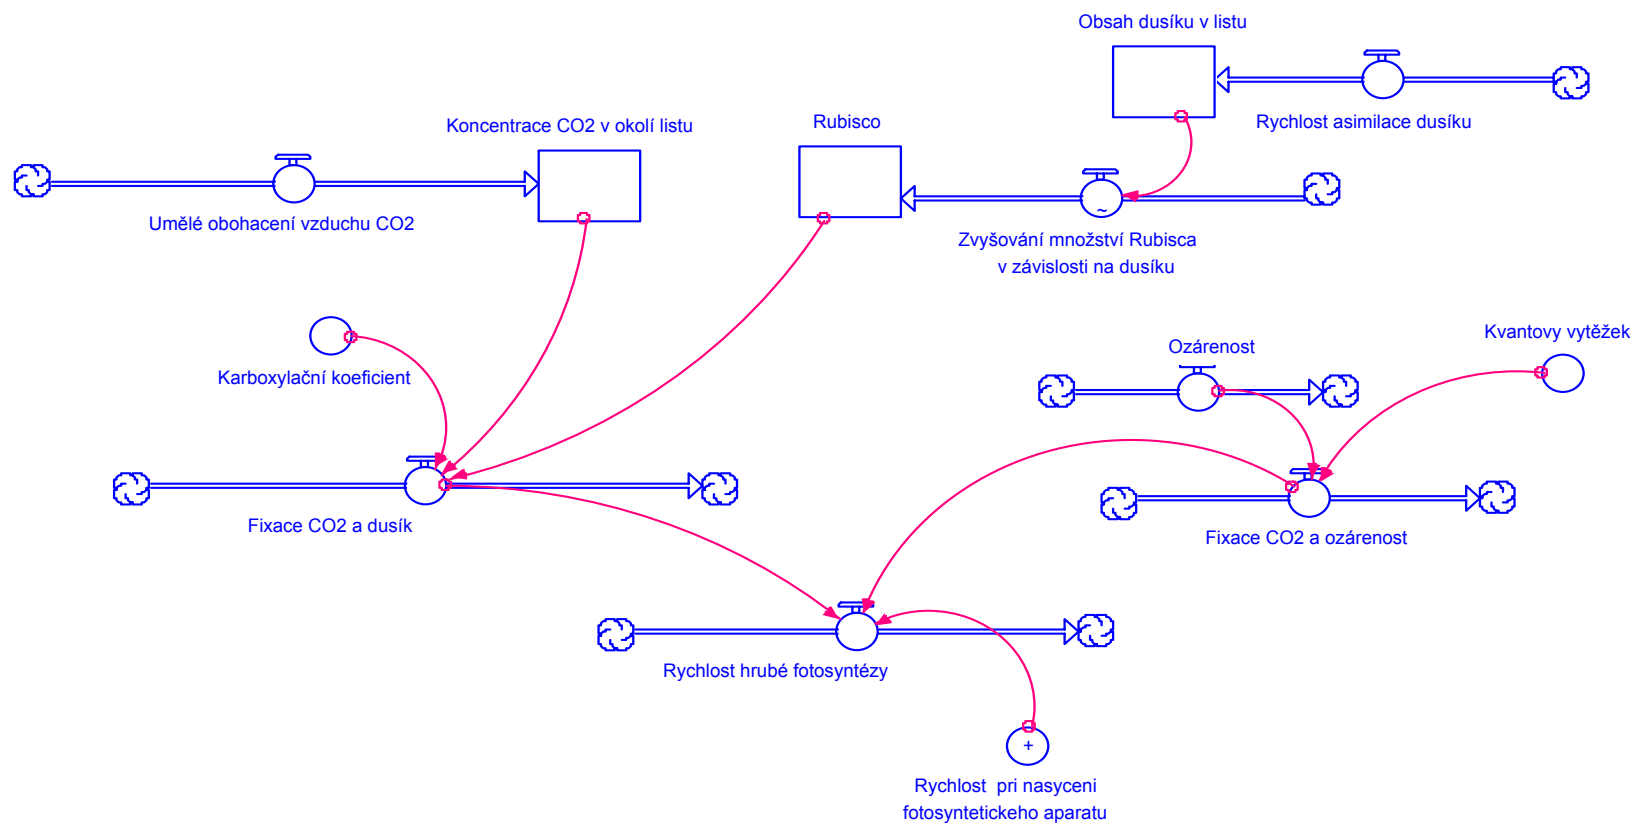 Obsah dusíku v listu
Koncentrace CO2 v okolí listu
Rubisco
Rychlost asimilace dusíku
Umělé obohacení vzduchu CO2
~
Zvyšování množství Rubisca
v závislosti na dusíku
Kvantovy vytěžek
Ozárenost
Karboxylační koeficient
Fixace CO2 a dusík
Fixace CO2 a ozárenost
Rychlost hrubé fotosyntézy
+
Rychlost  pri nasyceni
fotosyntetickeho aparatu